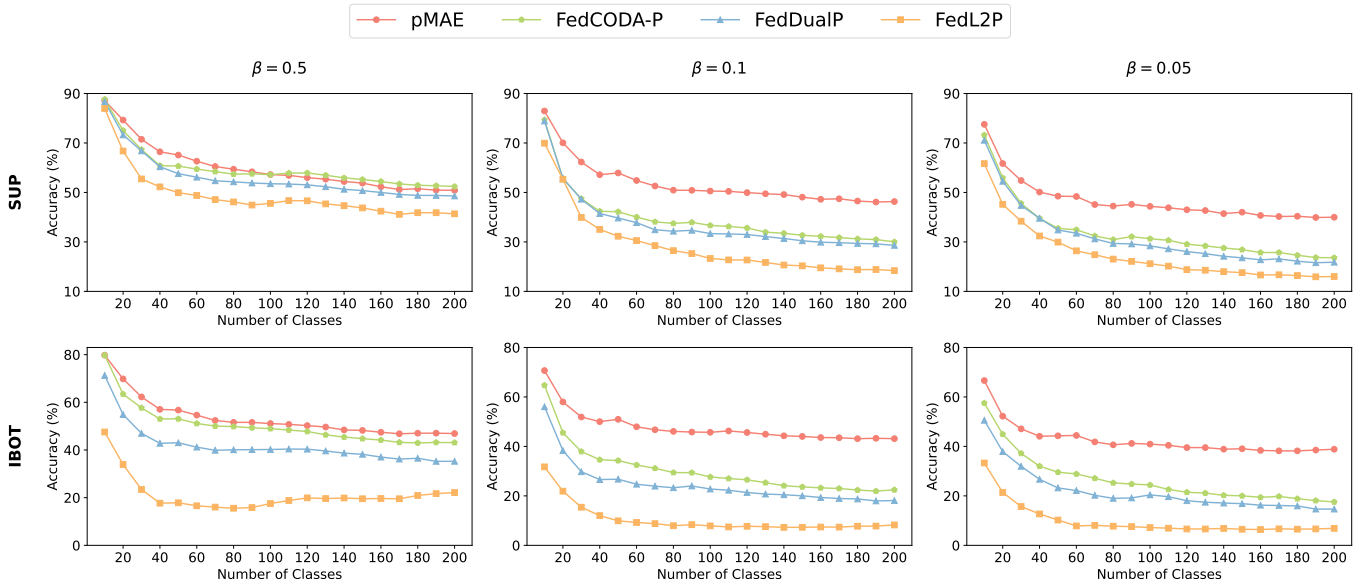 pMAE FedCODA-P FedDualP FedL2P
β = 0.5 β = 0.1 β = 0.05
SUP
Accuracy (%)
90
70
50
30
10
20 40 60 80 100 120 140 160 180 200
Number of Classes
Accuracy (%)
90
70
50
30
10
20 40 60 80 100 120 140 160 180 200
Number of Classes
Accuracy (%)
90
70
50
30
10
20 40 60 80 100 120 140 160 180 200
Number of Classes
IBOT
Accuracy (%)
80
60
40
20
0
20 40 60 80 100 120 140 160 180 200
Number of Classes
Accuracy (%)
80
60
40
20
0
20 40 60 80 100 120 140 160 180 200
Number of Classes
Accuracy (%)
80
60
40
20
0
20 40 60 80 100 120 140 160 180 200
Number of Classes